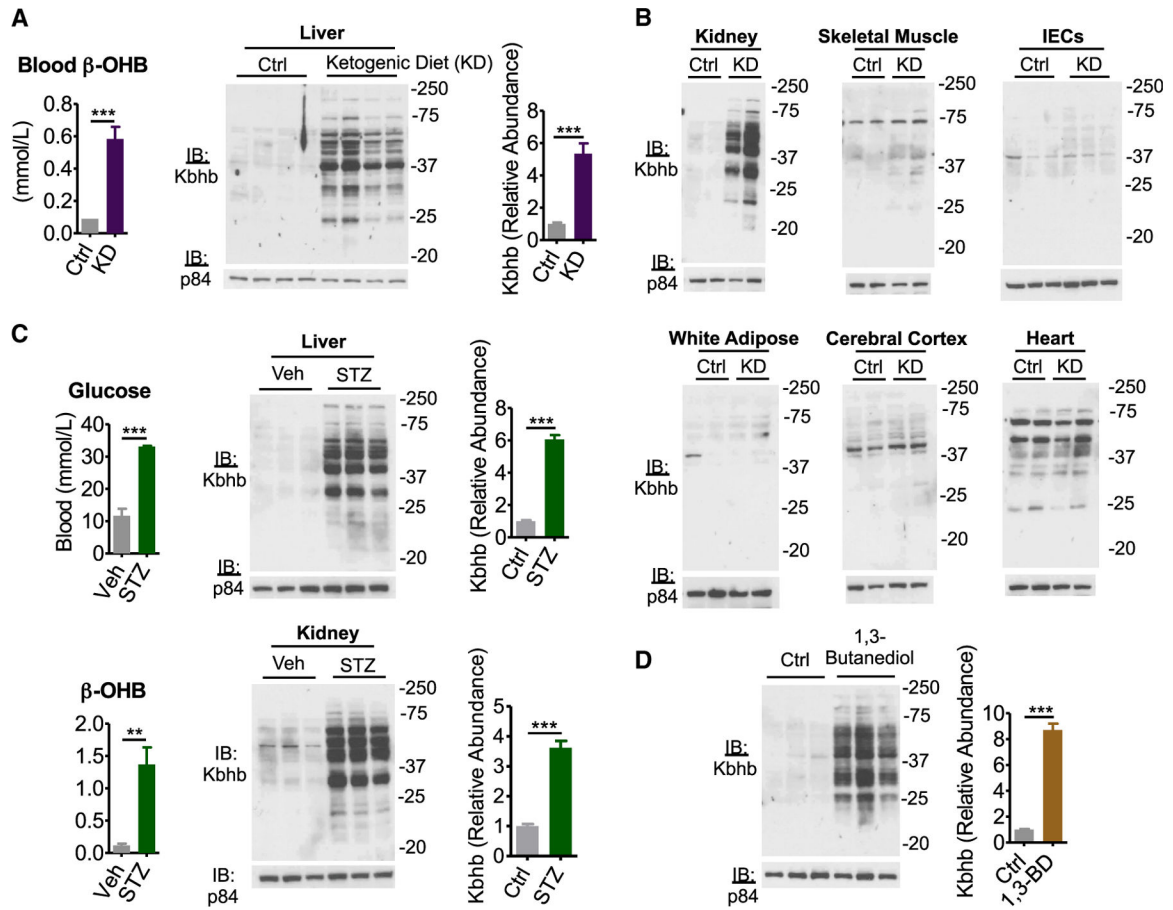 A
Blood β-OHB
(mmol/L)
0.8
0.6
0.4
0.2
0.0
***
Ctrl
KD
Liver
Ctrl
Ketogenic Diet (KD)
IB:
Kbhb
-250
-75
-37
-25
-20
IB:
p84
Kbhb (Relative Abundance)
8
6
4
2
0
***
Ctrl
KD
B
Kidney
Ctrl KD
IB:
Kbhb
-250
-75
-37
-25
-20
IB:
p84
Skeletal Muscle
Ctrl KD
-250
-75
-37
-25
-20
IECs
Ctrl KD
-250
-75
-37
-25
-20
White Adipose
Ctrl KD
IB:
Kbhb
-250
-75
-37
-25
-20
IB:
p84
Cerebral Cortex
Ctrl KD
-250
-75
-37
-25
-20
Heart
Ctrl KD
-250
-75
-37
-25
-20
C
Glucose
Blood (mmol/L)
40
30
20
10
0
***
Veh
STZ
Liver
Veh STZ
IB:
Kbhb
-250
-75
-37
-25
-20
IB:
p84
Kbhb (Relative Abundance)
8
6
4
2
0
***
Ctrl
STZ
β-OHB
2.0
1.5
1.0
0.5
0.0
**
Veh
STZ
Kidney
Veh STZ
IB:
Kbhb
-250
-75
-37
-25
-20
IB:
p84
Kbhb (Relative Abundance)
5
4
3
2
1
0
***
Ctrl
STZ
D
Ctrl
1,3-
Butanediol
IB:
Kbhb
-250
-75
-37
-25
-20
IB:
p84
Kbhb (Relative Abundance)
10
8
6
4
2
0
***
Ctrl
1,3-BD